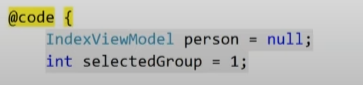 @code {
IndexViewModel person = null;
int selectedGroup = 1;